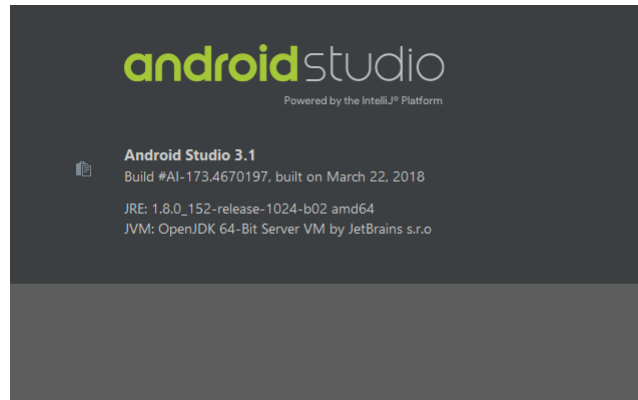 androidstudio
Powered by the IntelliJ® Platform
Android Studio 3.1
Build #AI-173.4670197, built on March 22, 2018
JRE: 1.8.0_152-release-1024-b02 amd64
JVM: OpenJDK 64-Bit Server VM by JetBrains s.r.o